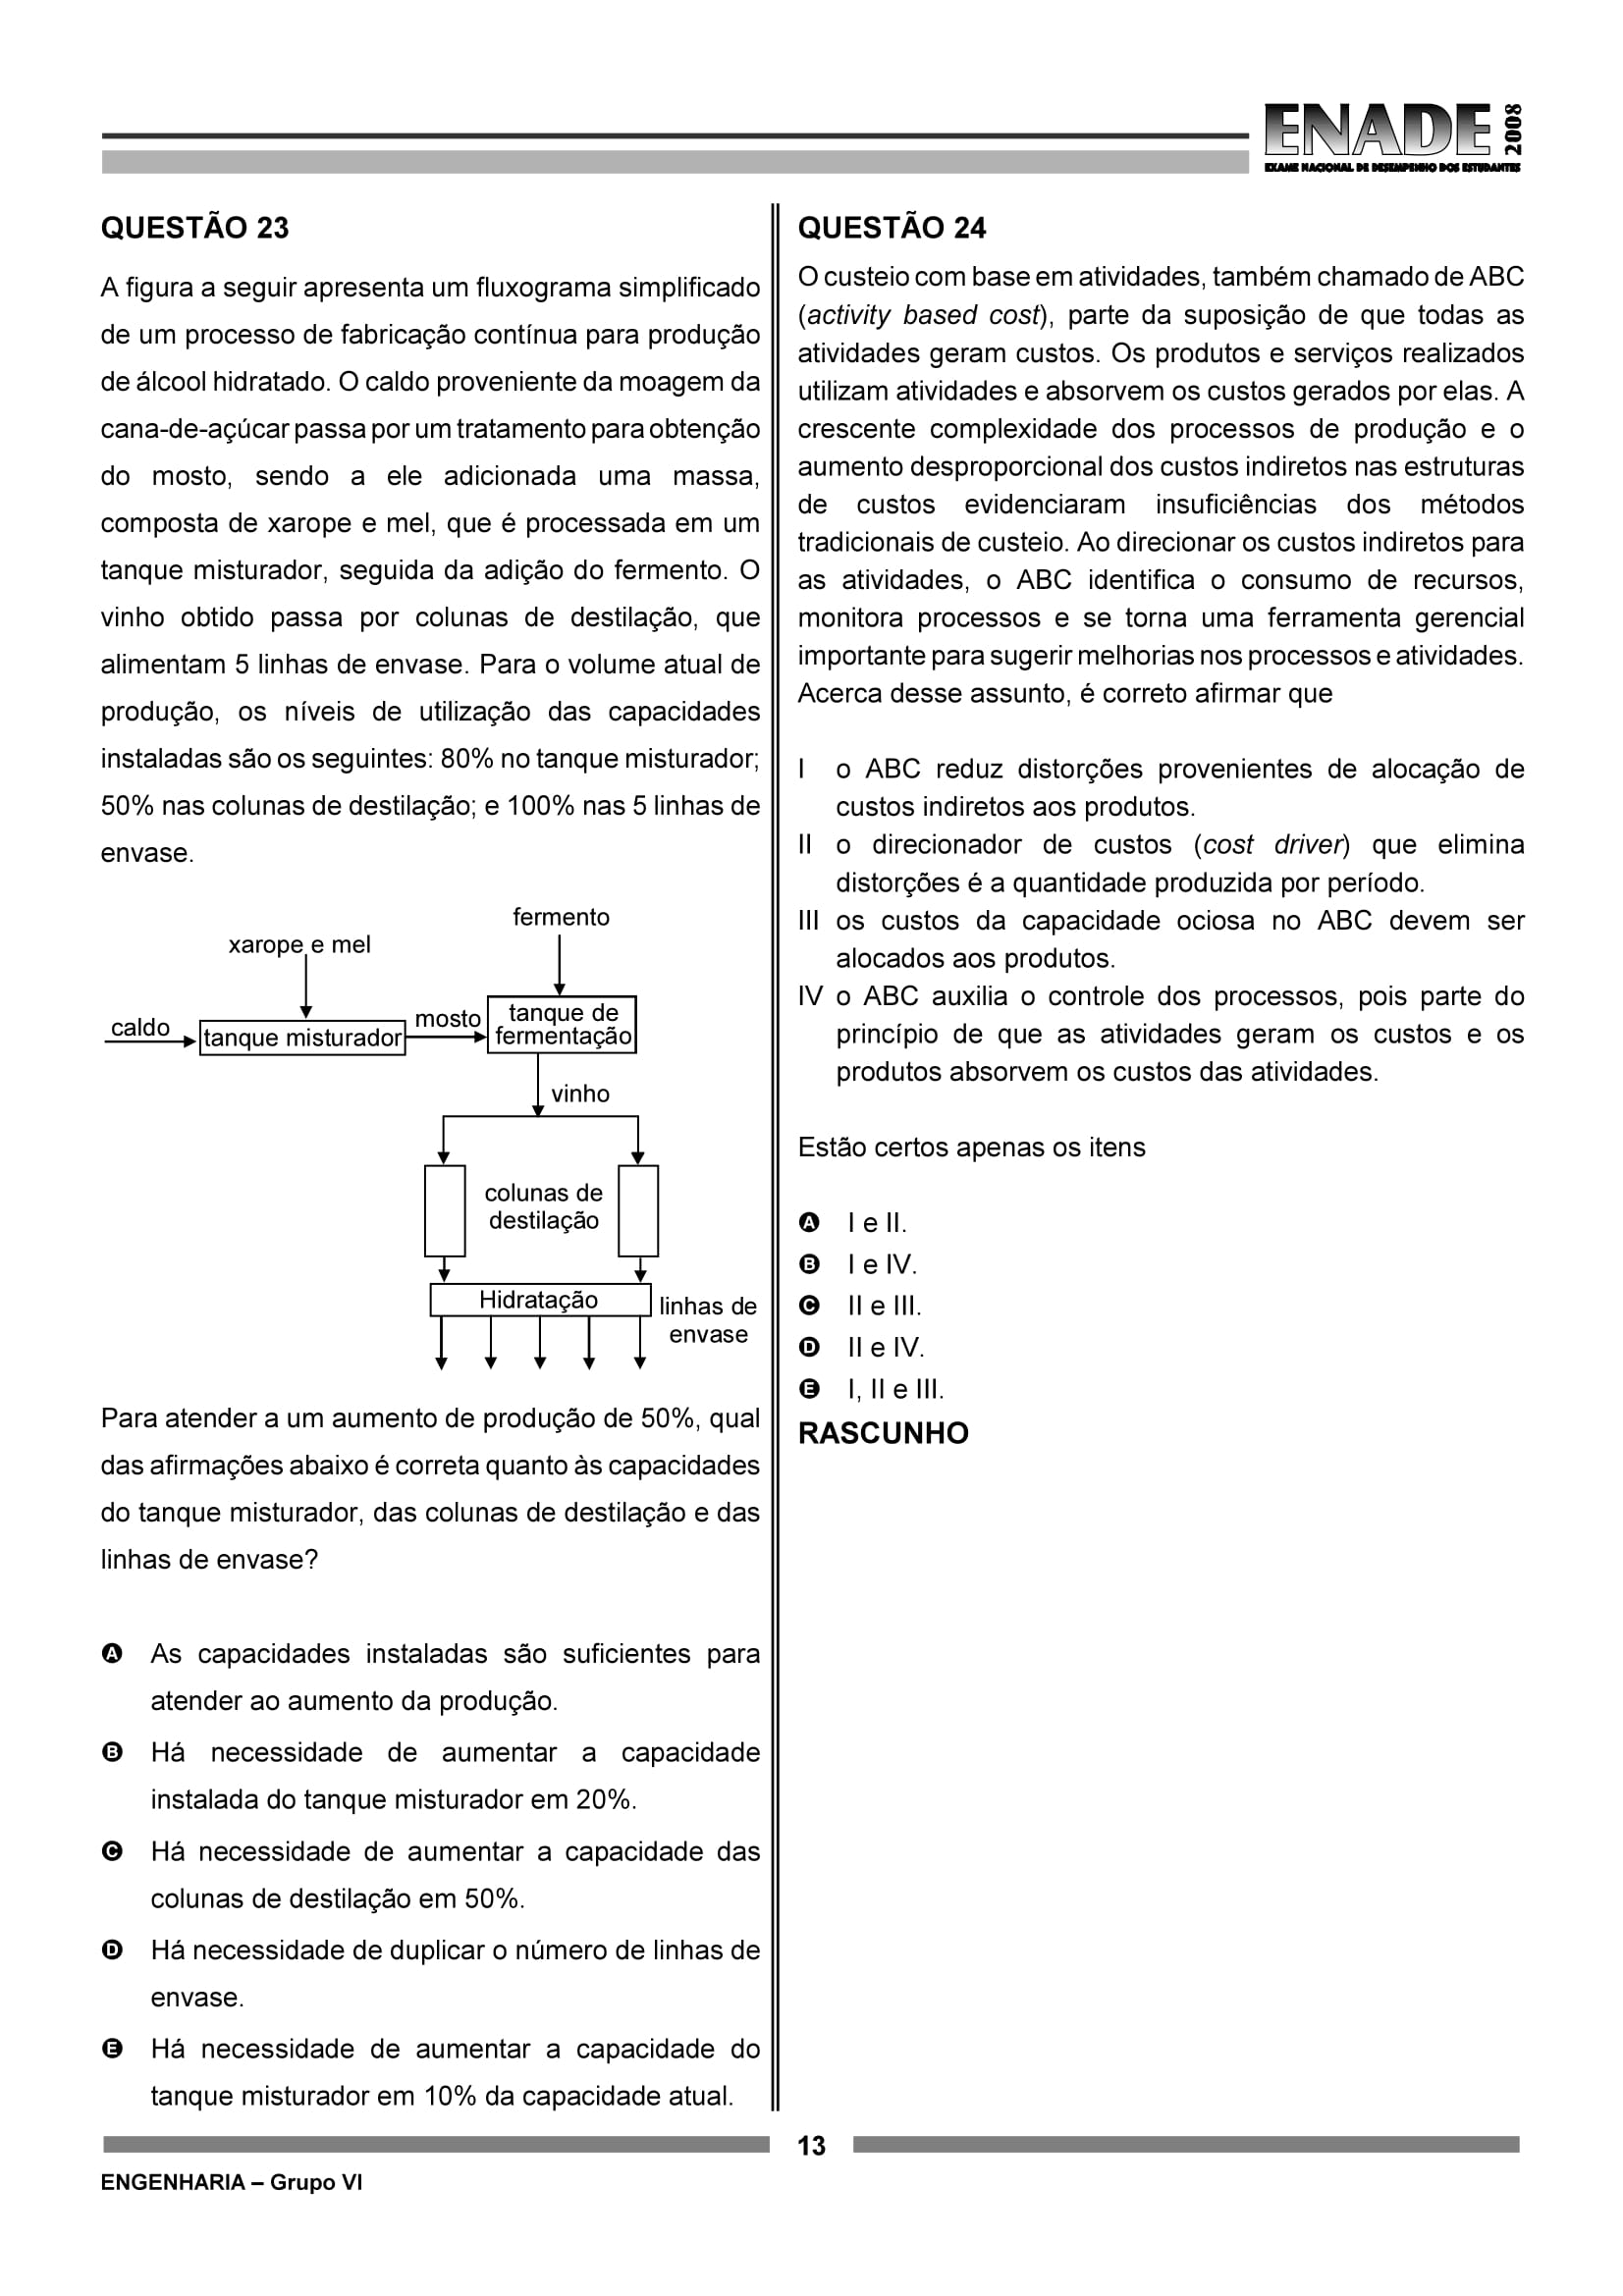 ENADE 2008
EXAME NACIONAL DE DESEMPENHO DOS ESTUDANTES
QUESTÃO 23
A figura a seguir apresenta um fluxograma simplificado
de um processo de fabricação contínua para produção
de álcool hidratado. O caldo proveniente da moagem da
cana-de-açúcar passa por um tratamento para obtenção
do mosto, sendo a ele adicionada uma massa,
composta de xarope e mel, que é processada em um
tanque misturador, seguida da adição do fermento. O
vinho obtido passa por colunas de destilação, que
alimentam 5 linhas de envase. Para o volume atual de
produção, os níveis de utilização das capacidades
instaladas são os seguintes: 80% no tanque misturador;
50% nas colunas de destilação; e 100% nas 5 linhas de
envase.
fermento
xarope e mel
caldo
tanque misturador
mosto
tanque de
fermentação
vinho
colunas de
destilação
Hidratação
linhas de
envase
Para atender a um aumento de produção de 50%, qual
das afirmações abaixo é correta quanto às capacidades
do tanque misturador, das colunas de destilação e das
linhas de envase?
A As capacidades instaladas são suficientes para
atender ao aumento da produção.
B Há necessidade de aumentar a capacidade
instalada do tanque misturador em 20%.
C Há necessidade de aumentar a capacidade das
colunas de destilação em 50%.
D Há necessidade de duplicar o número de linhas de
envase.
E Há necessidade de aumentar a capacidade do
tanque misturador em 10% da capacidade atual.
QUESTÃO 24
O custeio com base em atividades, também chamado de ABC
(activity based cost), parte da suposição de que todas as
atividades geram custos. Os produtos e serviços realizados
utilizam atividades e absorvem os custos gerados por elas. A
crescente complexidade dos processos de produção e o
aumento desproporcional dos custos indiretos nas estruturas
de custos evidenciaram insuficiências dos métodos
tradicionais de custeio. Ao direcionar os custos indiretos para
as atividades, o ABC identifica o consumo de recursos,
monitora processos e se torna uma ferramenta gerencial
importante para sugerir melhorias nos processos e atividades.
Acerca desse assunto, é correto afirmar que
I o ABC reduz distorções provenientes de alocação de
custos indiretos aos produtos.
II o direcionador de custos (cost driver) que elimina
distorções é a quantidade produzida por período.
III os custos da capacidade ociosa no ABC devem ser
alocados aos produtos.
IV o ABC auxilia o controle dos processos, pois parte do
princípio de que as atividades geram os custos e os
produtos absorvem os custos das atividades.
Estão certos apenas os itens
A I e II.
B I e IV.
C II e III.
D II e IV.
E I, II e III.
RASCUNHO
13
ENGENHARIA – Grupo VI